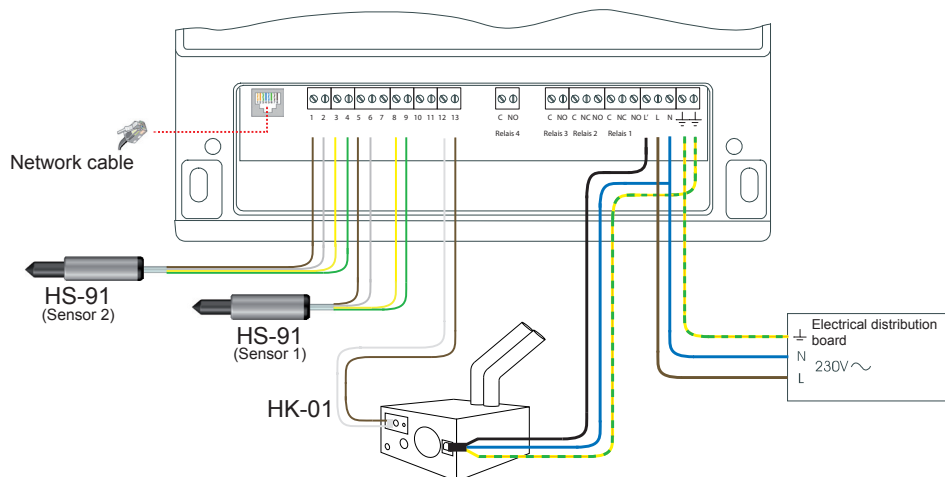 1 2 3 4 5 6 7 8 9 10 11 12 13 C NO C NO C NC NO C NC NO L' L N
Relais 4 Relais 3 Relais 2 Relais 1
Network cable
HS-91
(Sensor 2)
HS-91
(Sensor 1)
HK-01
Electrical distribution
board
N
230V
L